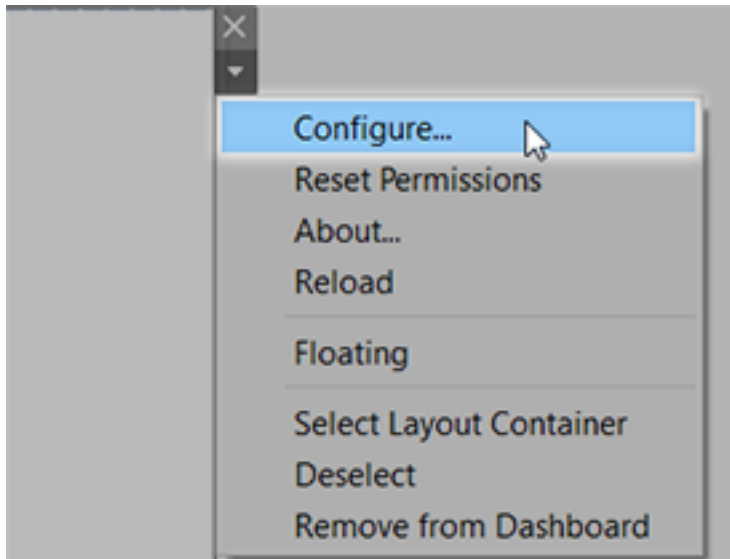 Configure...
Reset Permissions
About...
Reload
Floating
Select Layout Container
Deselect
Remove from Dashboard